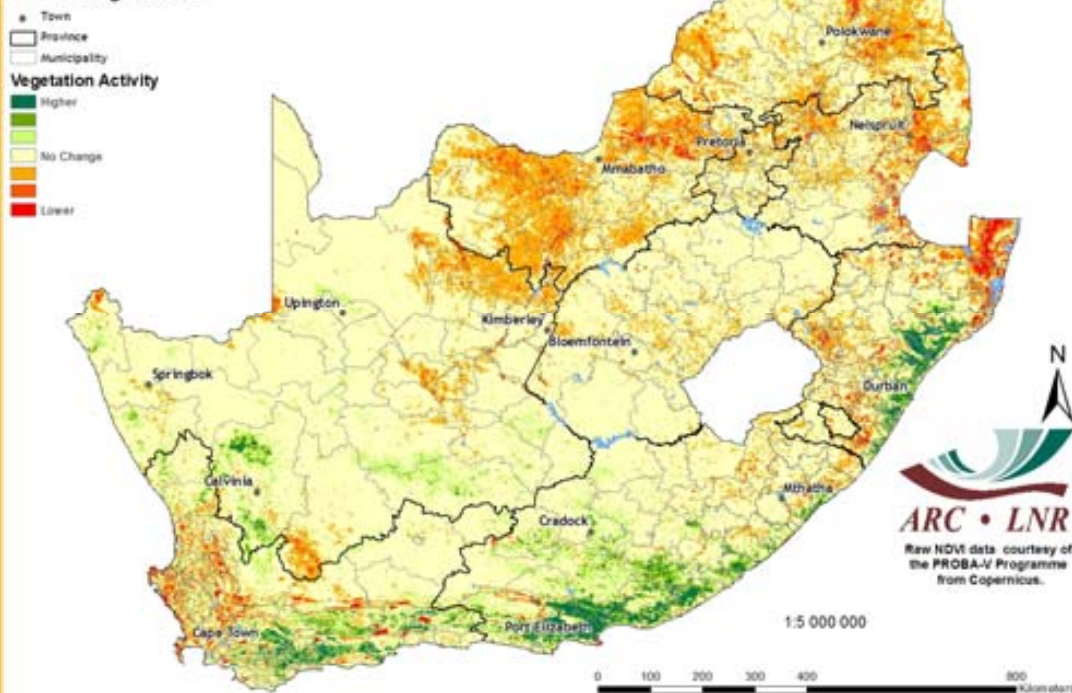 Town
Province
Municipality
Vegetation Activity
Higher
No Change
Lower
Polokwane
Nelspruit
Pretoria
Mmabatho
Upington
Kimberley
Bloemfontein
Springbok
Durban
Calvinia
Mthatha
Cradock
Cape Town
Port Elizabeth
N
ARC • LNR
Raw NDVI data courtesy of
the PROBA-V Programme
from Copernicus.
1:5 000 000
0 100 200 300 400 800
Kilometers